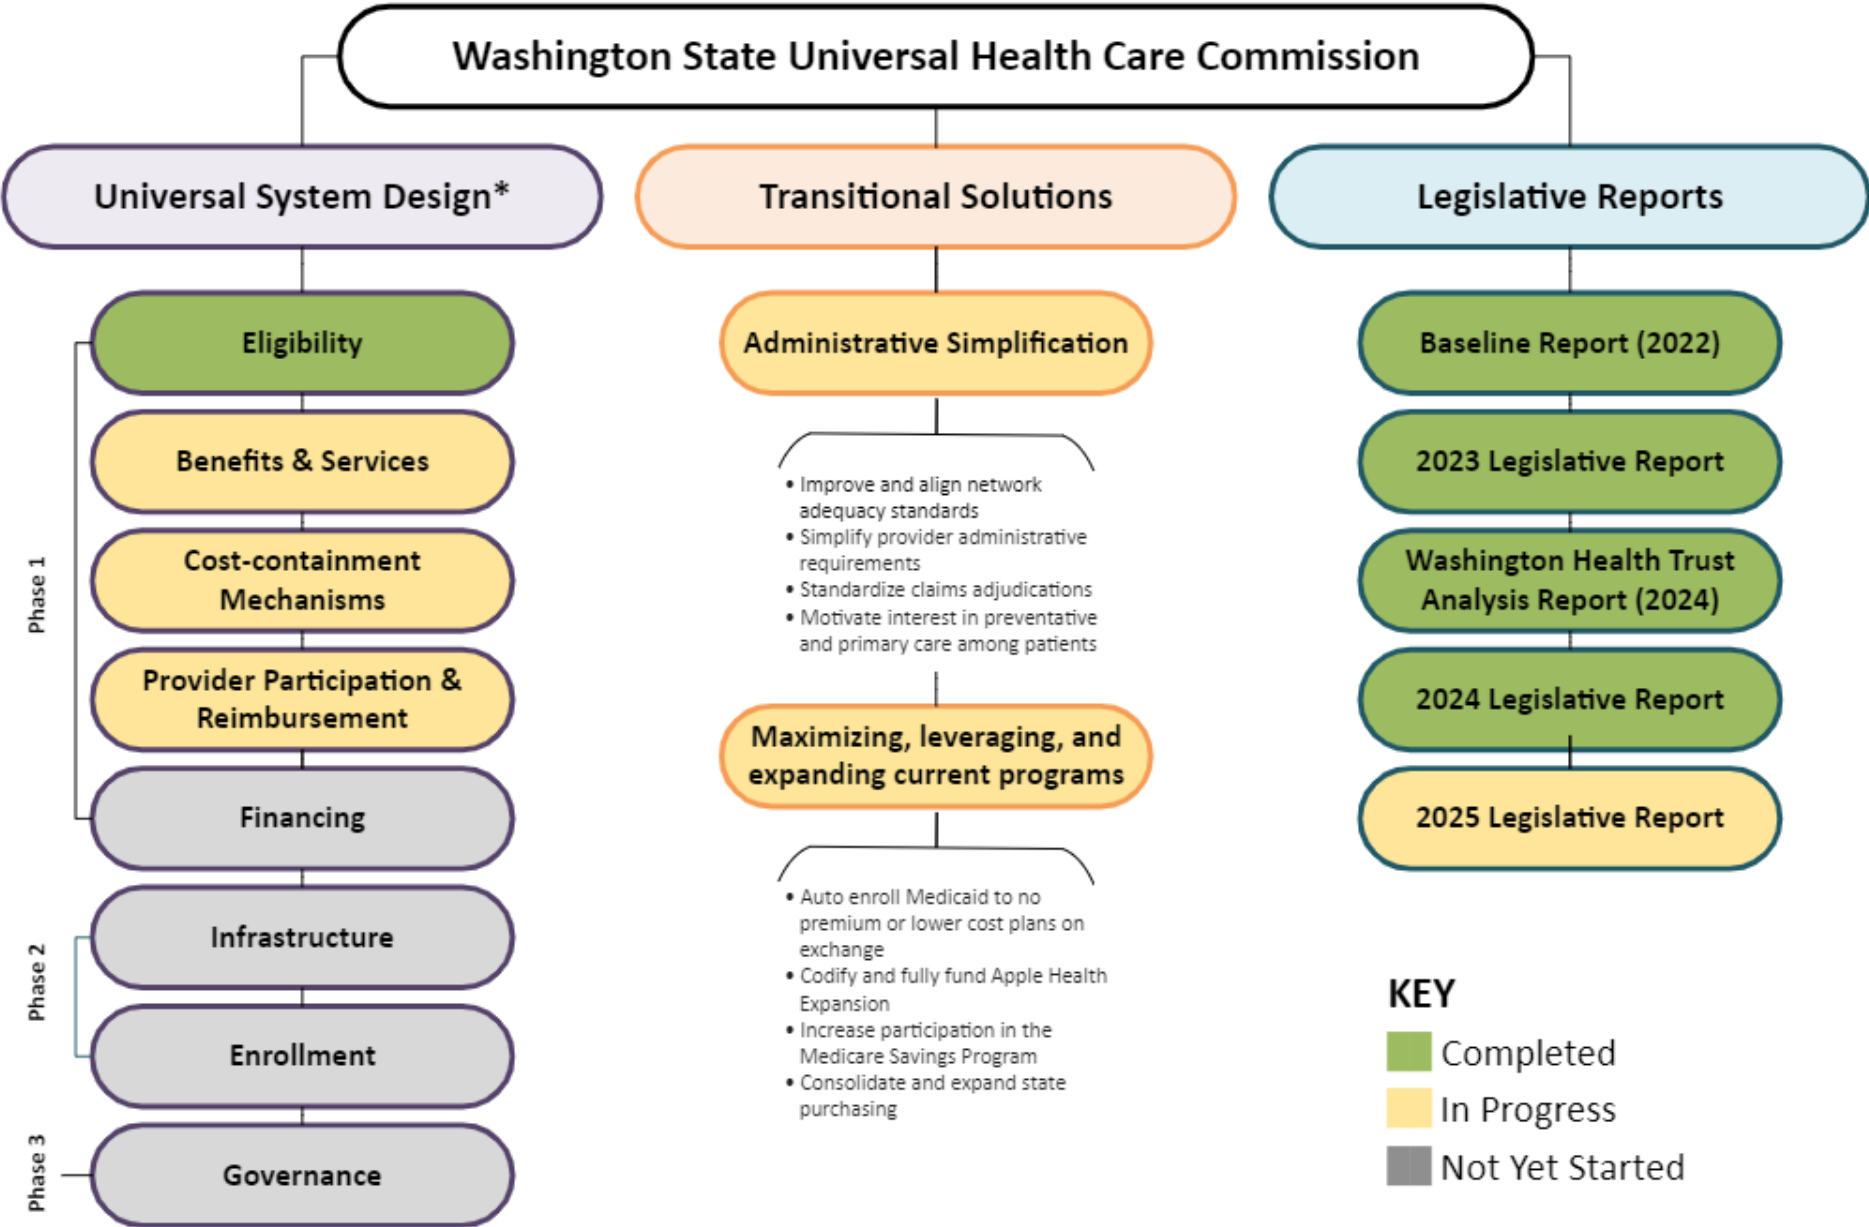 Washington State Universal Health Care Commission
Universal System Design*
Eligibility
Benefits & Services
Cost-containment
Mechanisms
Provider Participation &
Reimbursement
Financing
Infrastructure
Enrollment
Governance
Phase 1
Phase 2
Phase 3
Transitional Solutions
Administrative Simplification
• Improve and align network
adequacy standards
• Simplify provider administrative
requirements
• Standardize claims adjudications
• Motivate interest in preventative
and primary care among patients
Maximizing, leveraging, and
expanding current programs
• Auto enroll Medicaid to no
premium or lower cost plans on
exchange
• Codify and fully fund Apple Health
Expansion
• Increase participation in the
Medicare Savings Program
• Consolidate and expand state
purchasing
Legislative Reports
Baseline Report (2022)
2023 Legislative Report
Washington Health Trust
Analysis Report (2024)
2024 Legislative Report
2025 Legislative Report
KEY
Completed
In Progress
Not Yet Started